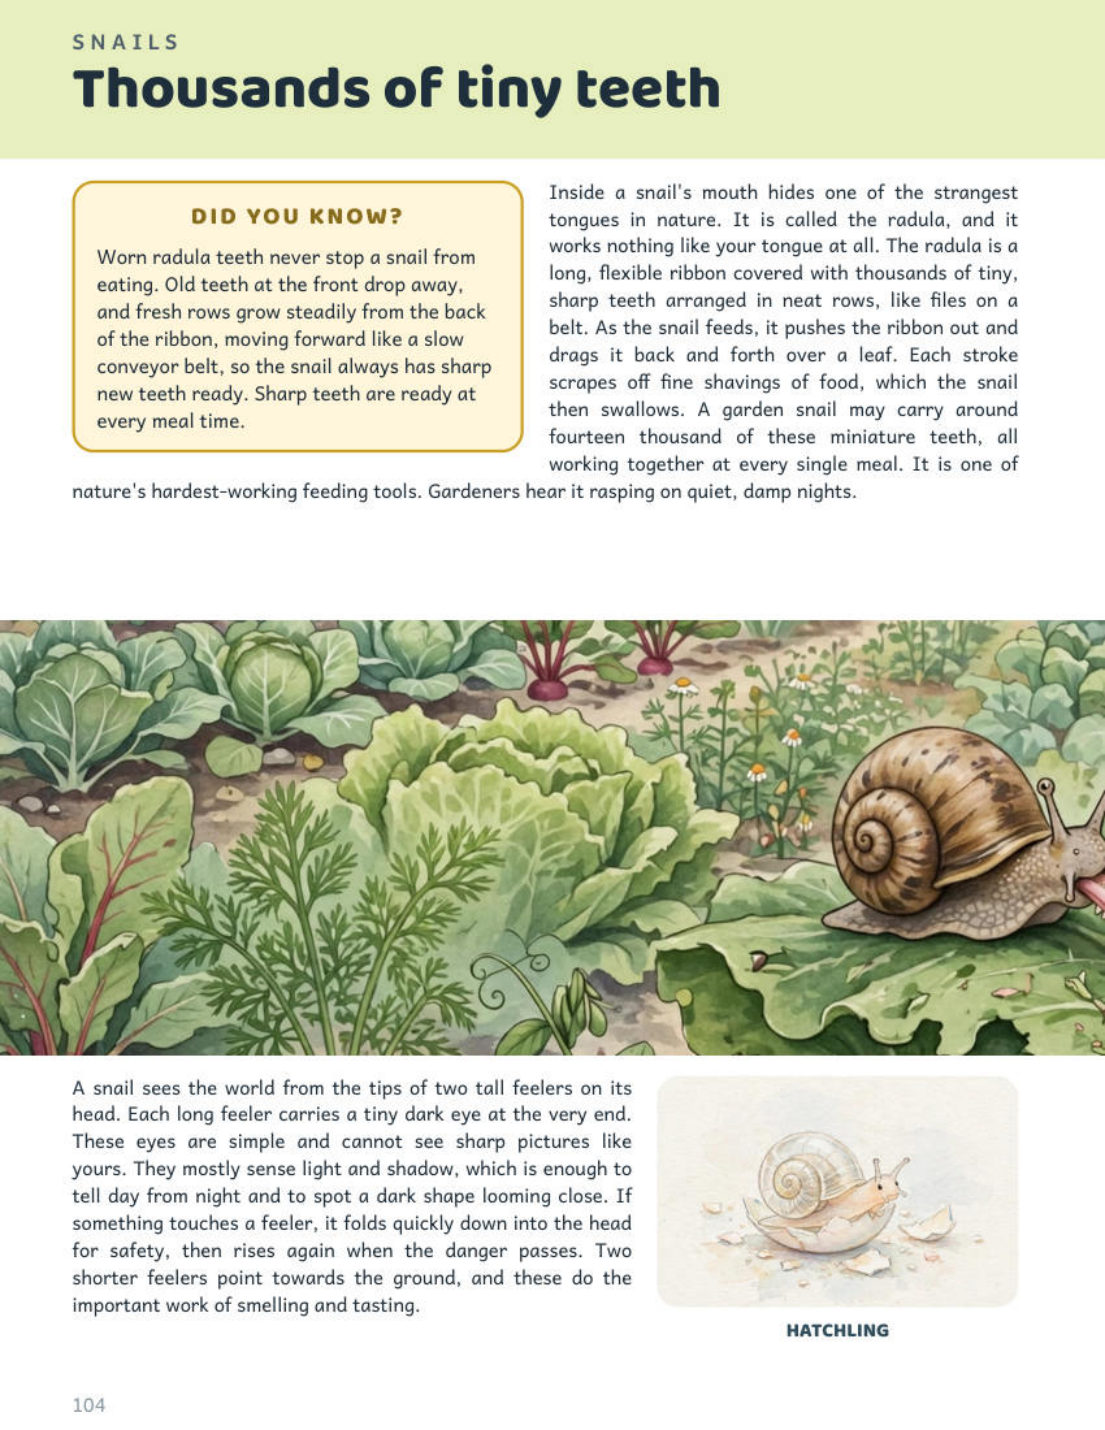 SNAILS
Thousands of tiny teeth
DID YOU KNOW?
Worn radula teeth never stop a snail from
eating. Old teeth at the front drop away,
and fresh rows grow steadily from the back
of the ribbon, moving forward like a slow
conveyor belt, so the snail always has sharp
new teeth ready. Sharp teeth are ready at
every meal time.
Inside a snail's mouth hides one of the strangest
tongues in nature. It is called the radula, and it
works nothing like your tongue at all. The radula is a
long, flexible ribbon covered with thousands of tiny,
sharp teeth arranged in neat rows, like files on a
belt. As the snail feeds, it pushes the ribbon out and
drags it back and forth over a leaf. Each stroke
scrapes off fine shavings of food, which the snail
then swallows. A garden snail may carry around
fourteen thousand of these miniature teeth, all
working together at every single meal. It is one of
nature's hardest-working feeding tools. Gardeners hear it rasping on quiet, damp nights.
A snail sees the world from the tips of two tall feelers on its
head. Each long feeler carries a tiny dark eye at the very end.
These eyes are simple and cannot see sharp pictures like
yours. They mostly sense light and shadow, which is enough to
tell day from night and to spot a dark shape looming close. If
something touches a feeler, it folds quickly down into the head
for safety, then rises again when the danger passes. Two
shorter feelers point towards the ground, and these do the
important work of smelling and tasting.
HATCHLING
104